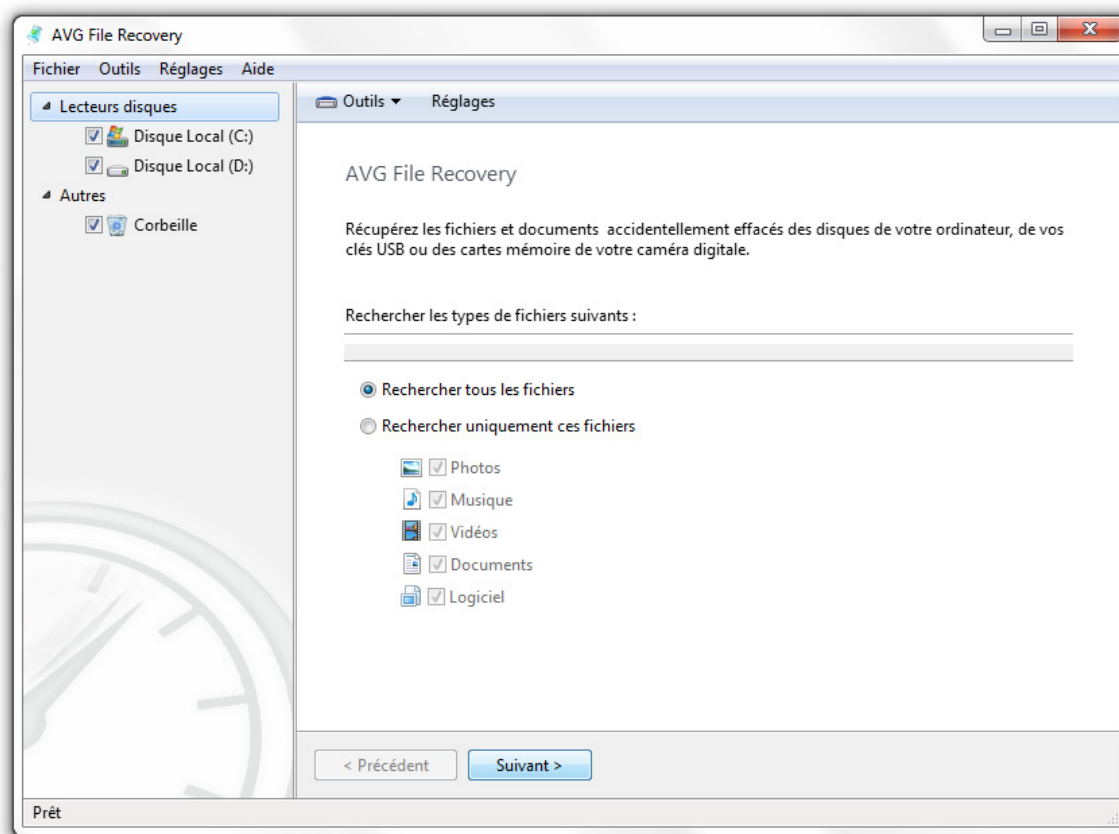 AVG File Recovery
Fichier Outils Réglages Aide
Lecteurs disques
Disque Local (C:)
Disque Local (D:)
Autres
Corbeille
Outils Réglages
AVG File Recovery
Récupérez les fichiers et documents accidentellement effacés des disques de votre ordinateur, de vos
clés USB ou des cartes mémoire de votre caméra digitale.
Rechercher les types de fichiers suivants :
Rechercher tous les fichiers
Rechercher uniquement ces fichiers
Photos
Musique
Vidéos
Documents
Logiciel
< Précédent
Suivant >
Prêt